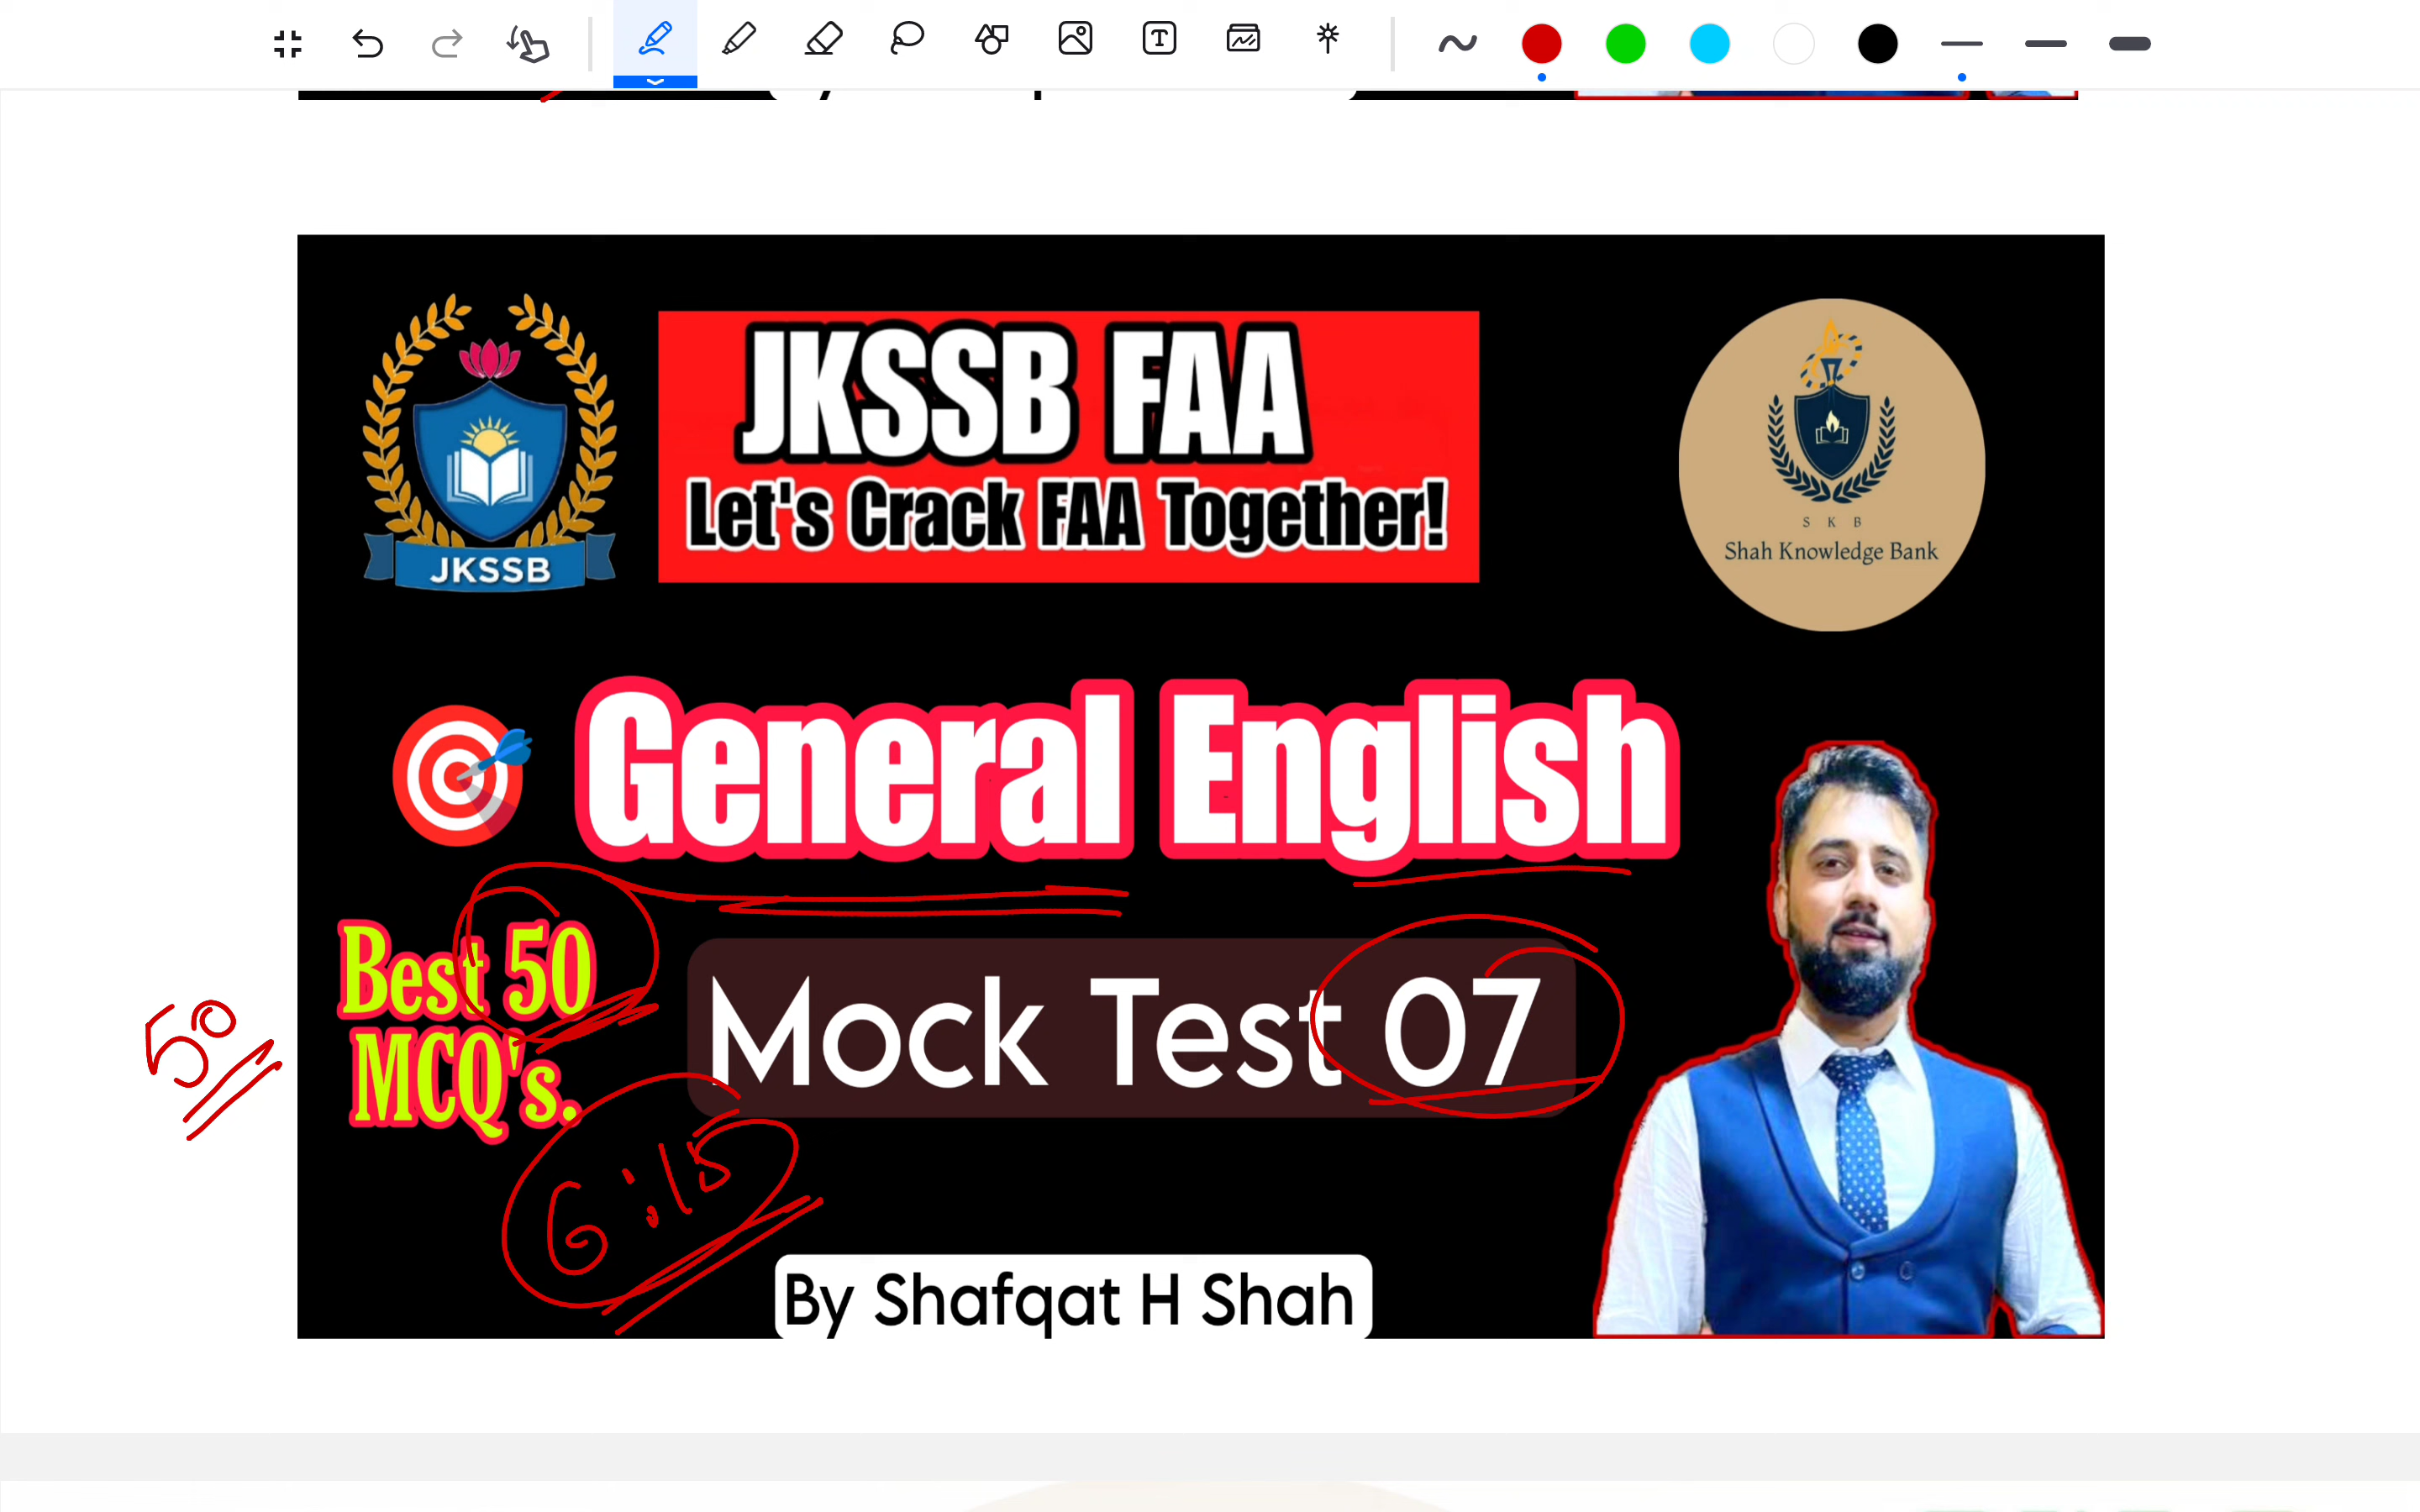 JKSSB FAA
Let's Crack FAA Together!
JKSSB
S K B
Shah Knowledge Bank
General English
Best 50
MCQ's.
Mock Test 07
50
6:15
By Shafqat H Shah